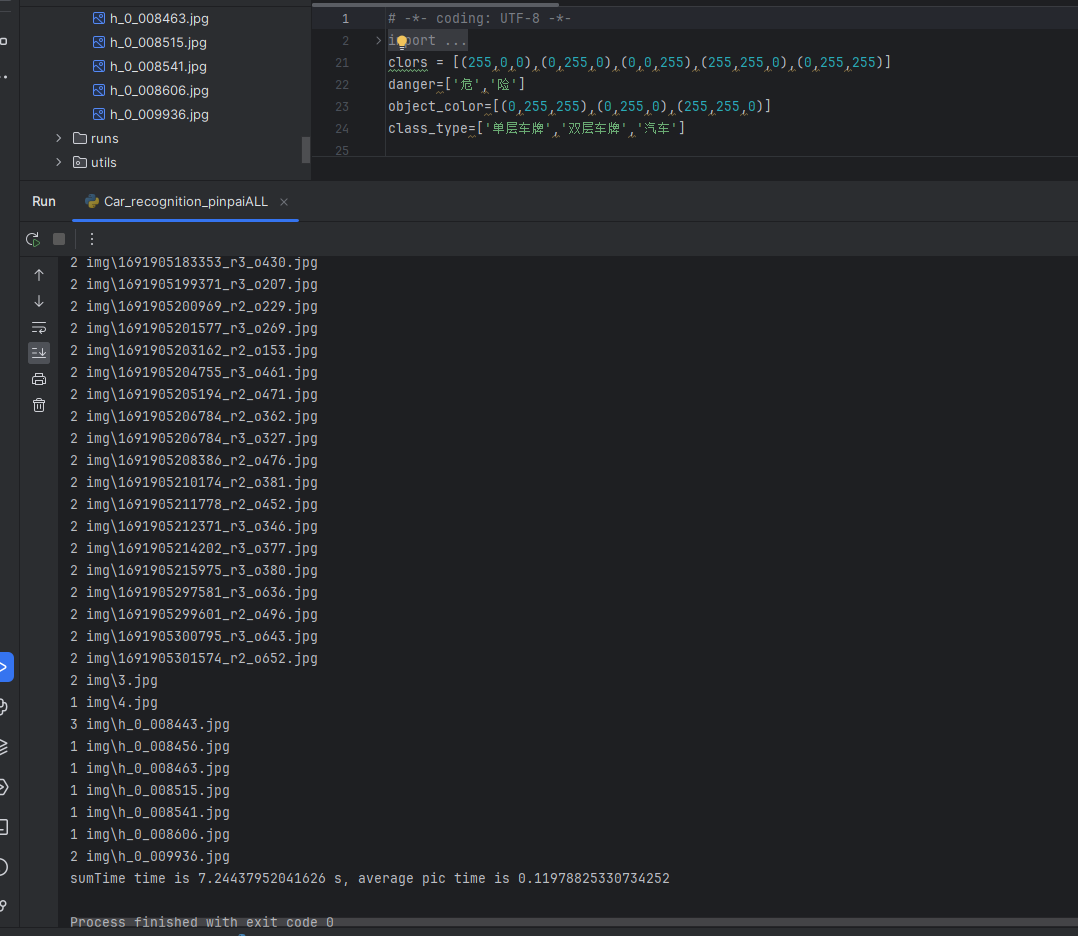 h_0_008463.jpg
h_0_008515.jpg
h_0_008541.jpg
h_0_008606.jpg
h_0_009936.jpg
runs
utils
1 # -*- coding: UTF-8 -*-
2 import ...
21 clors = [(255,0,0),(0,255,0),(0,0,255),(255,255,0),(0,255,255)]
22 danger=['危','险']
23 object_color=[(0,255,255),(0,255,0),(255,255,0)]
24 class_type=['单层车牌','双层车牌','汽车']
25
Run Car_recognition_pinpaiALL
2 img\1691905183353_r3_o430.jpg
2 img\1691905199371_r3_o207.jpg
2 img\1691905200969_r2_o229.jpg
2 img\1691905201577_r3_o269.jpg
2 img\1691905203162_r2_o153.jpg
2 img\1691905204755_r3_o461.jpg
2 img\1691905205194_r2_o471.jpg
2 img\1691905206784_r2_o362.jpg
2 img\1691905206784_r3_o327.jpg
2 img\1691905208386_r2_o476.jpg
2 img\1691905210174_r2_o381.jpg
2 img\1691905211778_r2_o452.jpg
2 img\1691905212371_r3_o346.jpg
2 img\1691905214202_r3_o377.jpg
2 img\1691905215975_r3_o380.jpg
2 img\1691905297581_r3_o636.jpg
2 img\1691905299601_r2_o496.jpg
2 img\1691905300795_r3_o643.jpg
2 img\1691905301574_r2_o652.jpg
2 img\3.jpg
1 img\4.jpg
3 img\h_0_008443.jpg
1 img\h_0_008456.jpg
1 img\h_0_008463.jpg
1 img\h_0_008515.jpg
1 img\h_0_008541.jpg
1 img\h_0_008606.jpg
2 img\h_0_009936.jpg
sumTime time is 7.24437952041626 s, average pic time is 0.11978825330734252
Process finished with exit code 0